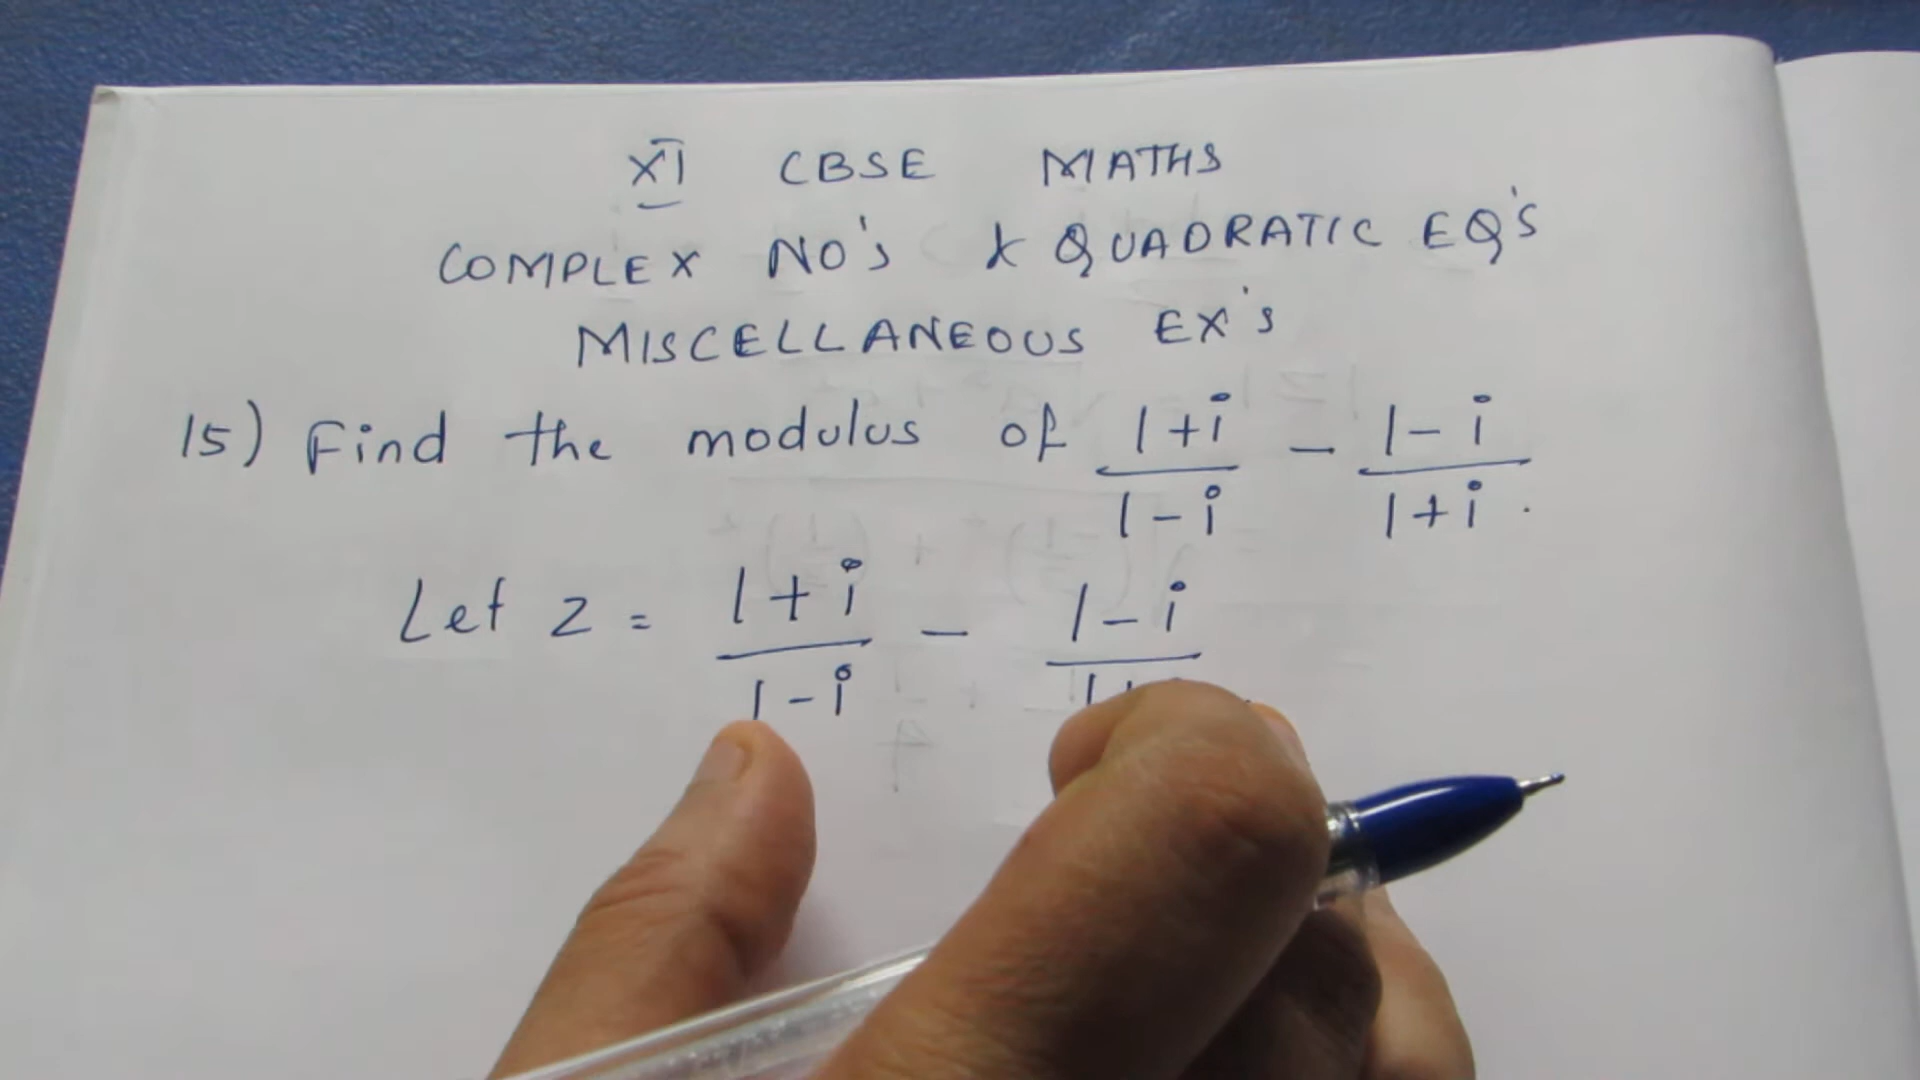 XI CBSE MATHS
COMPLEX NO'S & QUADRATIC EQ'S
MISCELLANEOUS EX'S
15) Find the modulus of (1+i)/(1-i) - (1-i)/(1+i).
Let z = (1+i)/(1-i) - (1-i)/(1+